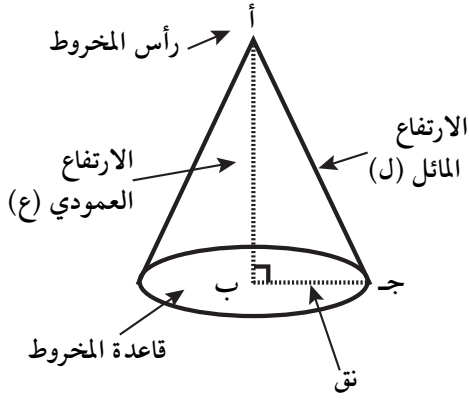 أ
رأس المخروط
الارتفاع
المائل (ل)
الارتفاع
العمودي (ع)
ب
جـ
قاعدة المخروط
نق